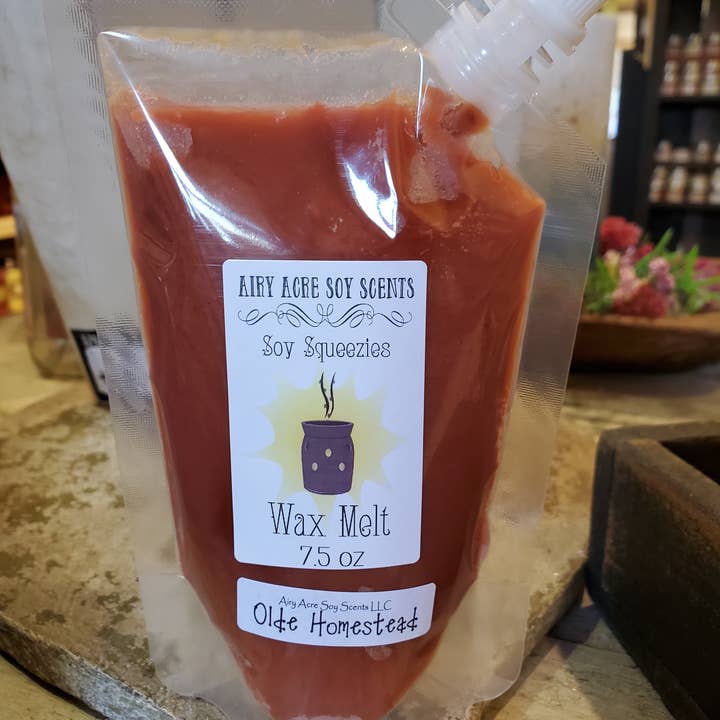 AIRY ACRE SOY SCENTS
Soy Squeezies
Wax Melt
7.5 oz
Airy Acre Soy Scents LLC
Olde Homestead